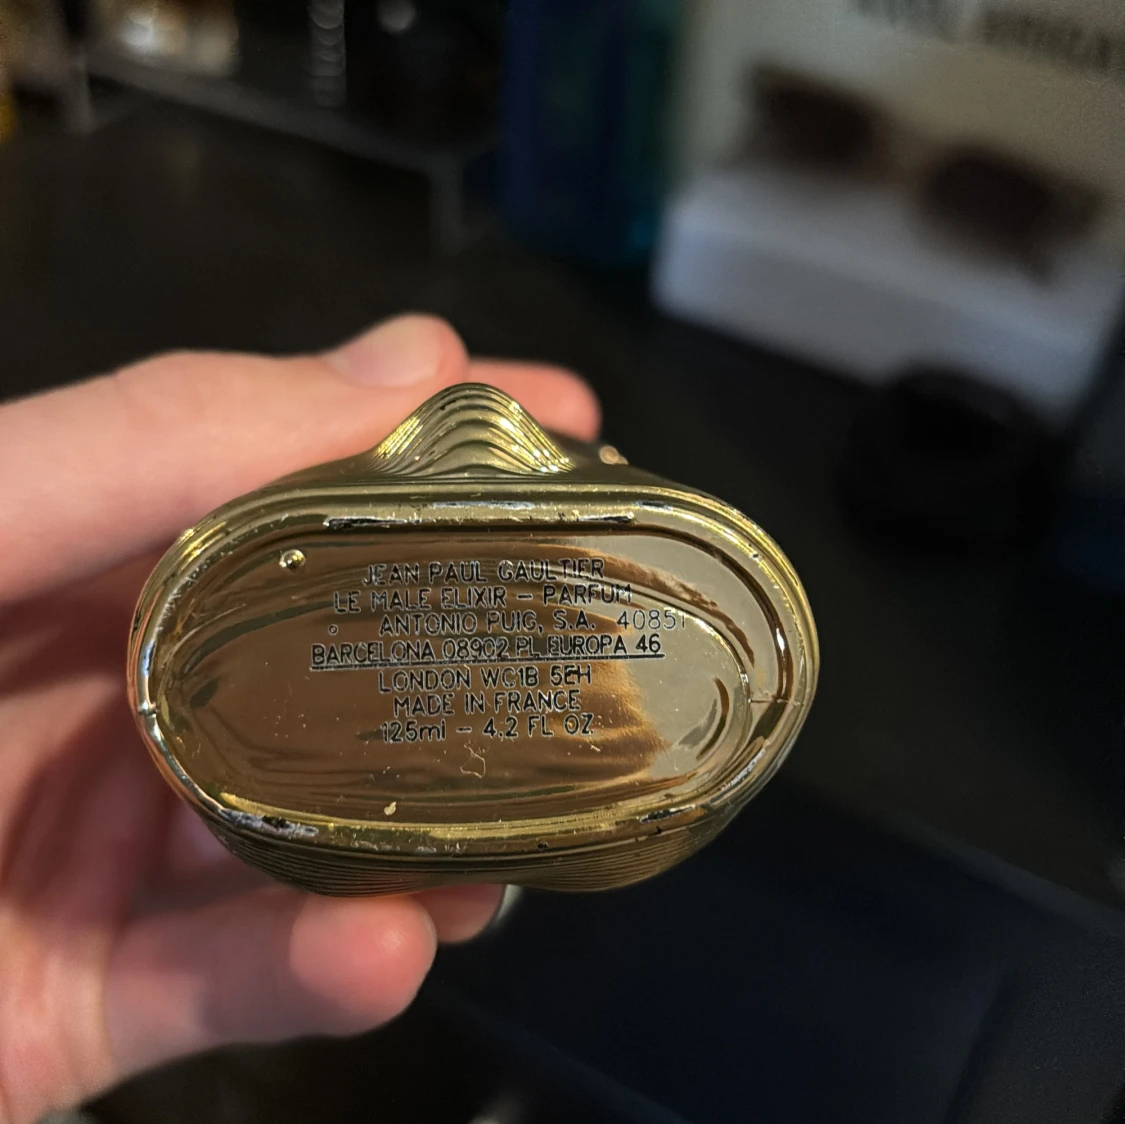 JEAN PAUL GAULTIER
LE MALE ELIXIR – PARFUM
ANTONIO PUIG, S.A. 40851
BARCELONA 08902 PL EUROPA 46
LONDON WC1B 5EH
MADE IN FRANCE
125ml – 4,2 FL OZ